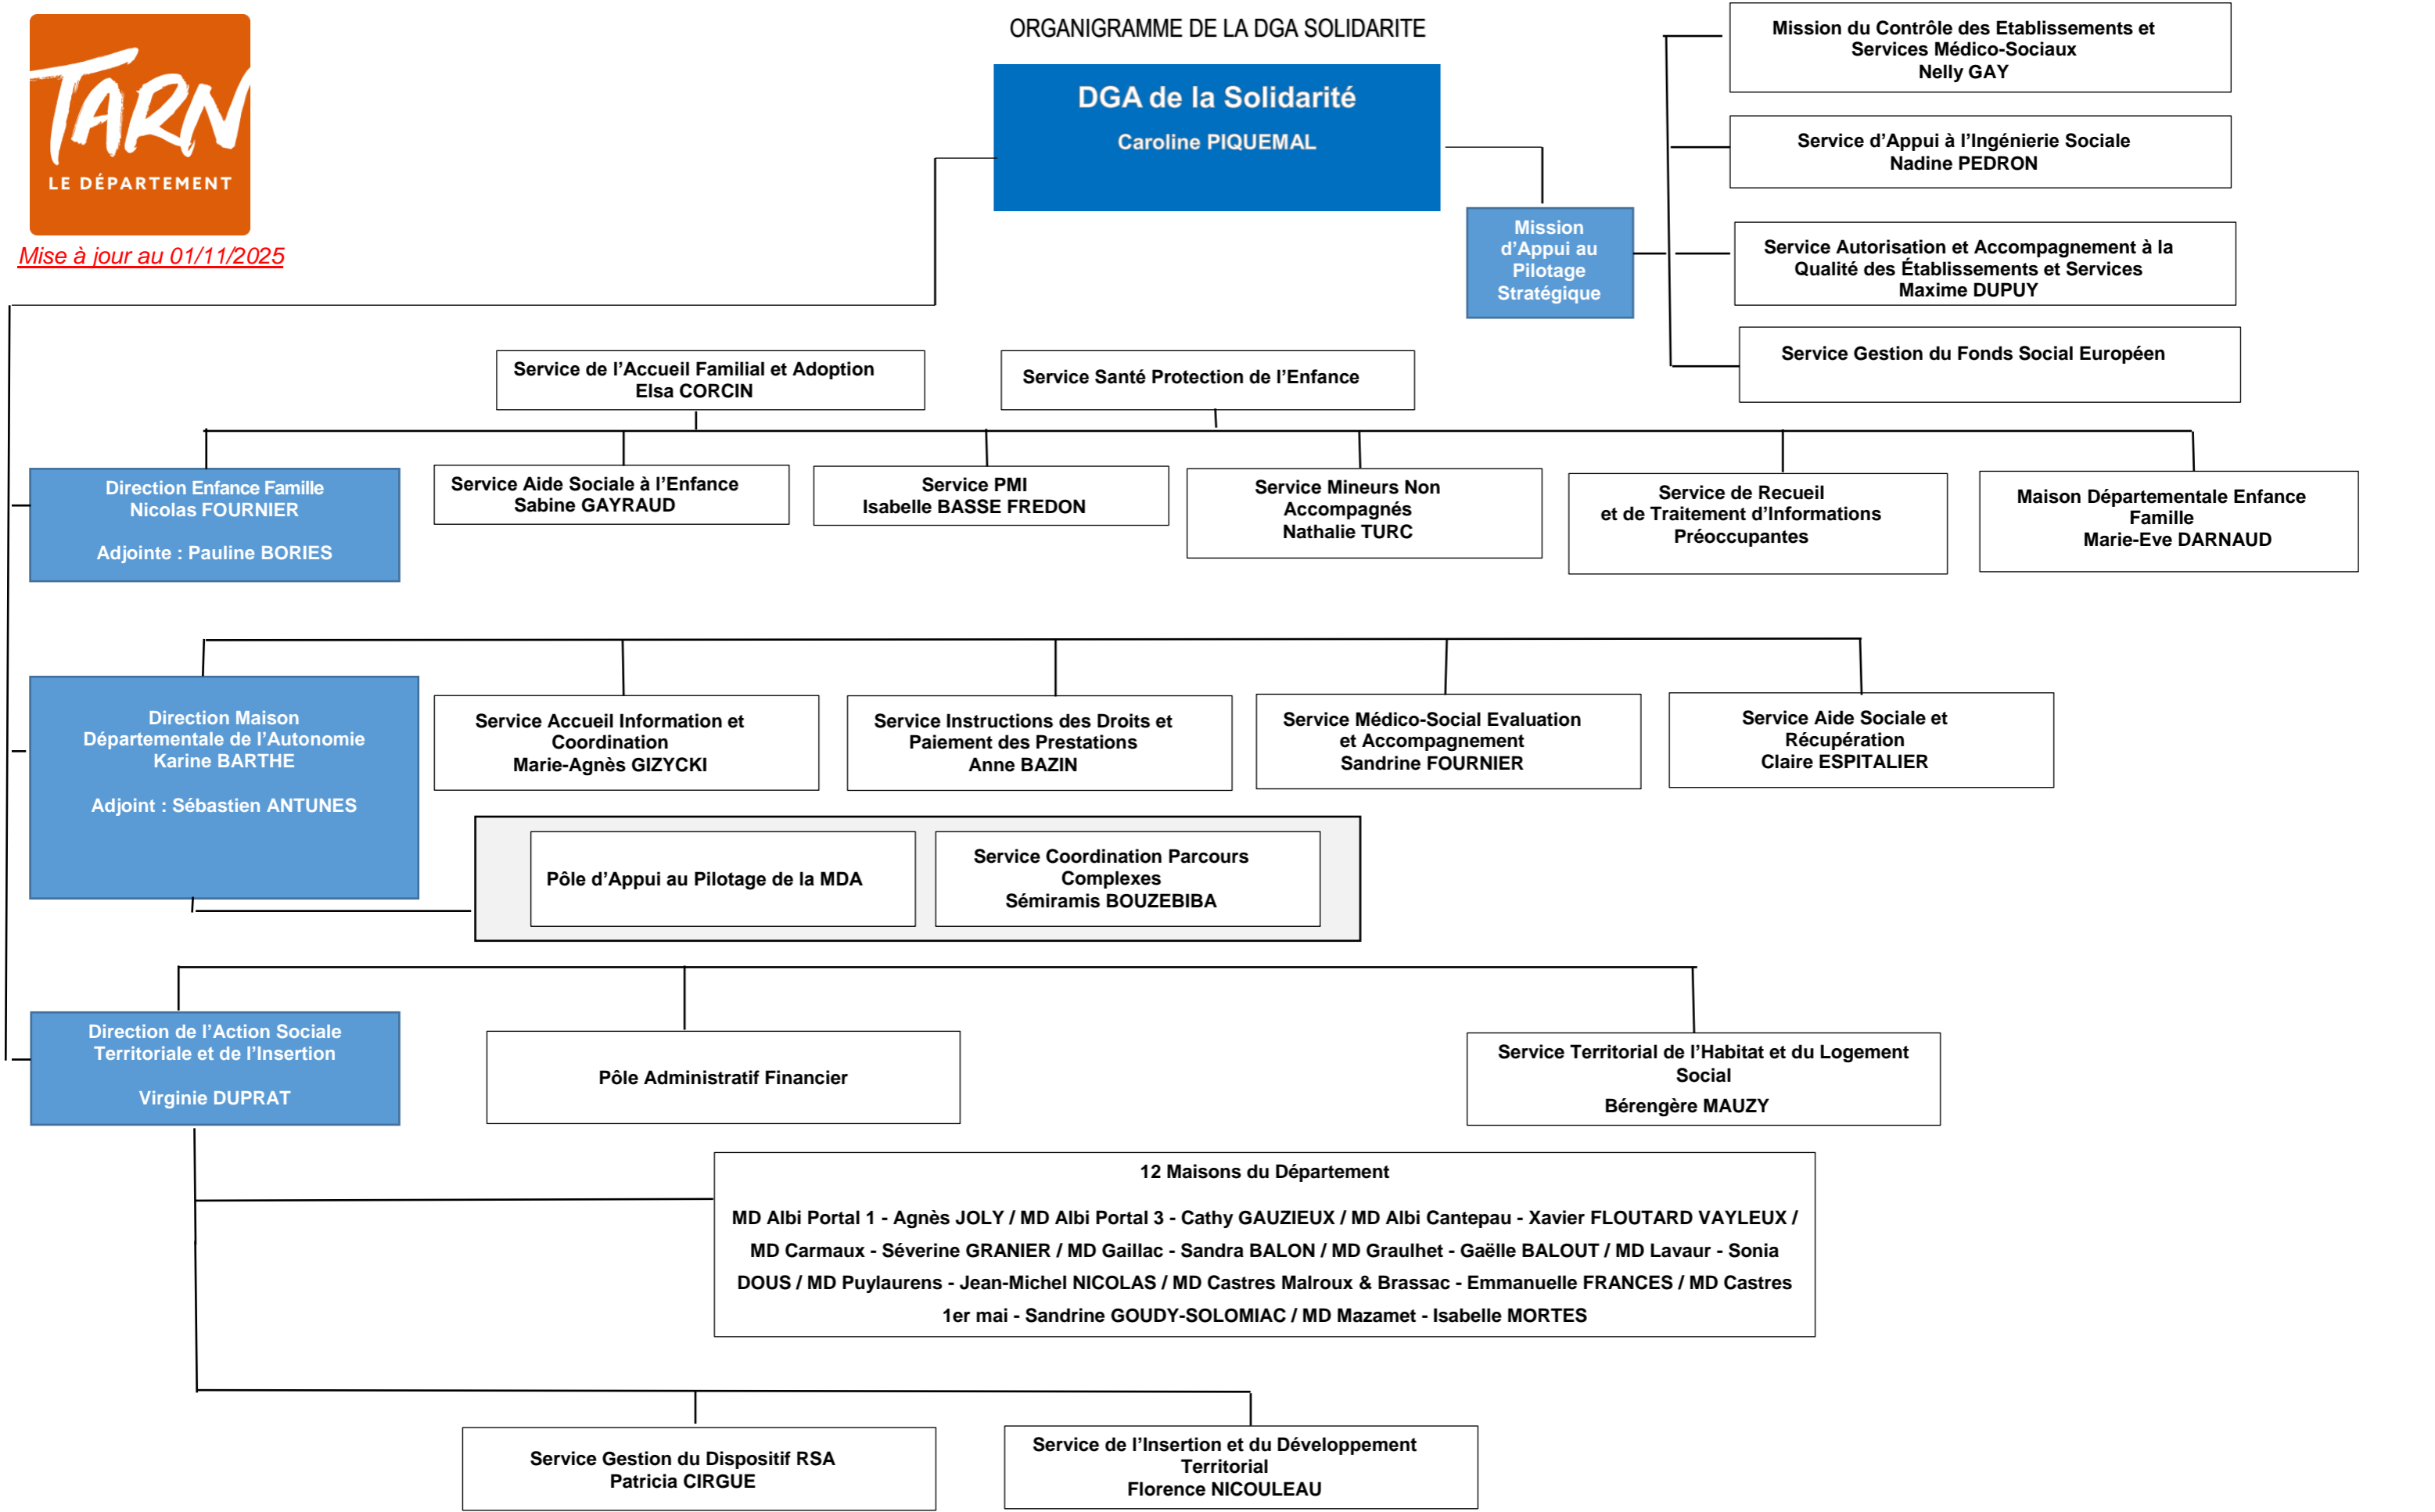 TARN
LE DÉPARTEMENT
Mise à jour au 01/11/2025
ORGANIGRAMME DE LA DGA SOLIDARITE
DGA de la Solidarité
Caroline PIQUEMAL
Mission
d'Appui au
Pilotage
Stratégique
Mission du Contrôle des Etablissements et
Services Médico-Sociaux
Nelly GAY
Service d'Appui à l'Ingénierie Sociale
Nadine PEDRON
Service Autorisation et Accompagnement à la
Qualité des Établissements et Services
Maxime DUPUY
Service Gestion du Fonds Social Européen
Service de l'Accueil Familial et Adoption
Elsa CORCIN
Service Santé Protection de l'Enfance
Direction Enfance Famille
Nicolas FOURNIER
Adjointe : Pauline BORIES
Service Aide Sociale à l'Enfance
Sabine GAYRAUD
Service PMI
Isabelle BASSE FREDON
Service Mineurs Non
Accompagnés
Nathalie TURC
Service de Recueil
et de Traitement d'Informations
Préoccupantes
Maison Départementale Enfance
Famille
Marie-Eve DARNAUD
Direction Maison
Départementale de l'Autonomie
Karine BARTHE
Adjoint : Sébastien ANTUNES
Service Accueil Information et
Coordination
Marie-Agnès GIZYCKI
Service Instructions des Droits et
Paiement des Prestations
Anne BAZIN
Service Médico-Social Evaluation
et Accompagnement
Sandrine FOURNIER
Service Aide Sociale et
Récupération
Claire ESPITALIER
Pôle d'Appui au Pilotage de la MDA
Service Coordination Parcours
Complexes
Sémiramis BOUZEBIBA
Direction de l'Action Sociale
Territoriale et de l'Insertion
Virginie DUPRAT
Pôle Administratif Financier
Service Territorial de l'Habitat et du Logement
Social
Bérengère MAUZY
12 Maisons du Département
MD Albi Portal 1 - Agnès JOLY / MD Albi Portal 3 - Cathy GAUZIEUX / MD Albi Cantepau - Xavier FLOUTARD VAYLEUX /
MD Carmaux - Séverine GRANIER / MD Gaillac - Sandra BALON / MD Graulhet - Gaëlle BALOUT / MD Lavaur - Sonia
DOUS / MD Puylaurens - Jean-Michel NICOLAS / MD Castres Malroux & Brassac - Emmanuelle FRANCES / MD Castres
1er mai - Sandrine GOUDY-SOLOMIAC / MD Mazamet - Isabelle MORTES
Service Gestion du Dispositif RSA
Patricia CIRGUE
Service de l'Insertion et du Développement
Territorial
Florence NICOULEAU